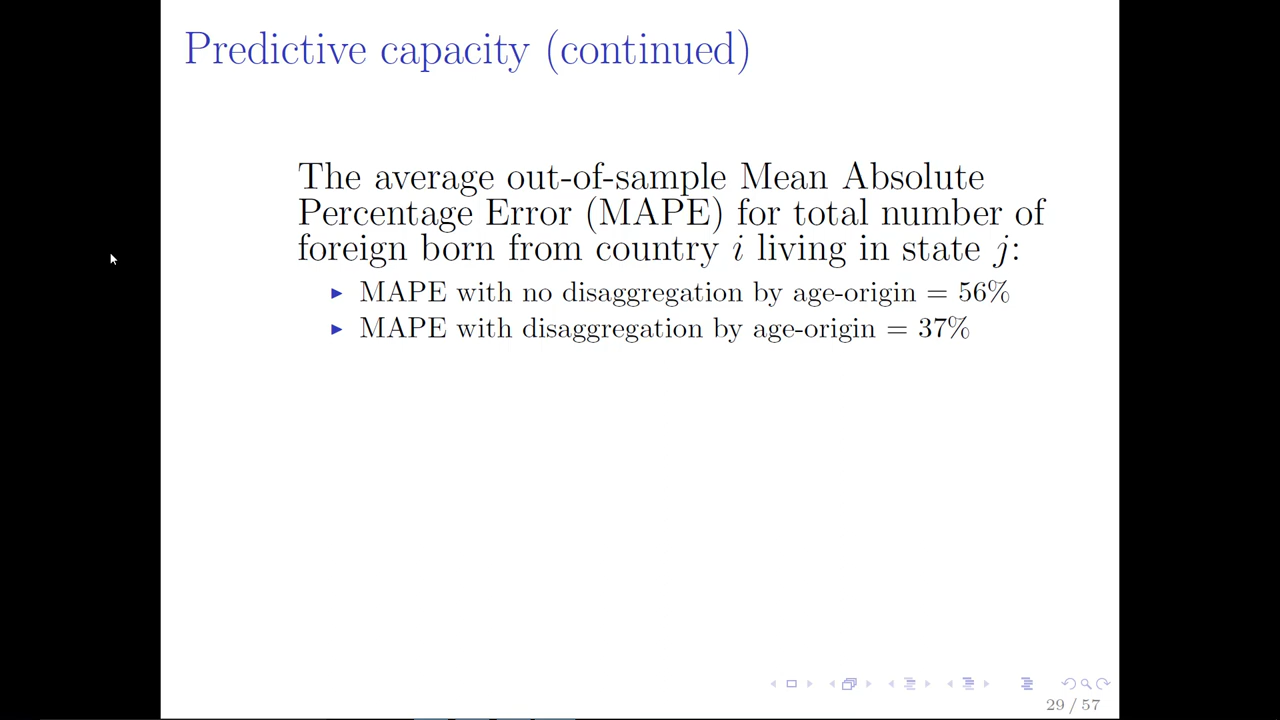 Predictive capacity (continued)
The average out-of-sample Mean Absolute
Percentage Error (MAPE) for total number of
foreign born from country i living in state j:
▶ MAPE with no disaggregation by age-origin = 56%
▶ MAPE with disaggregation by age-origin = 37%
29 / 57